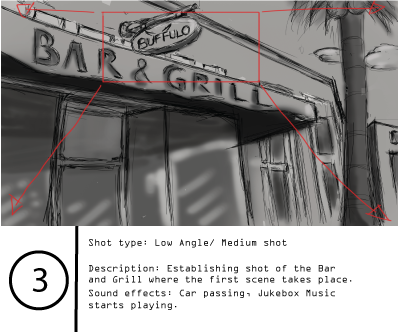 BUFFULO
BAR & GRILL
Shot type: Low Angle/ Medium shot
3
Description: Establishing shot of the Bar
and Grill where the first scene takes place.
Sound effects: Car passing, Jukebox Music
starts playing.